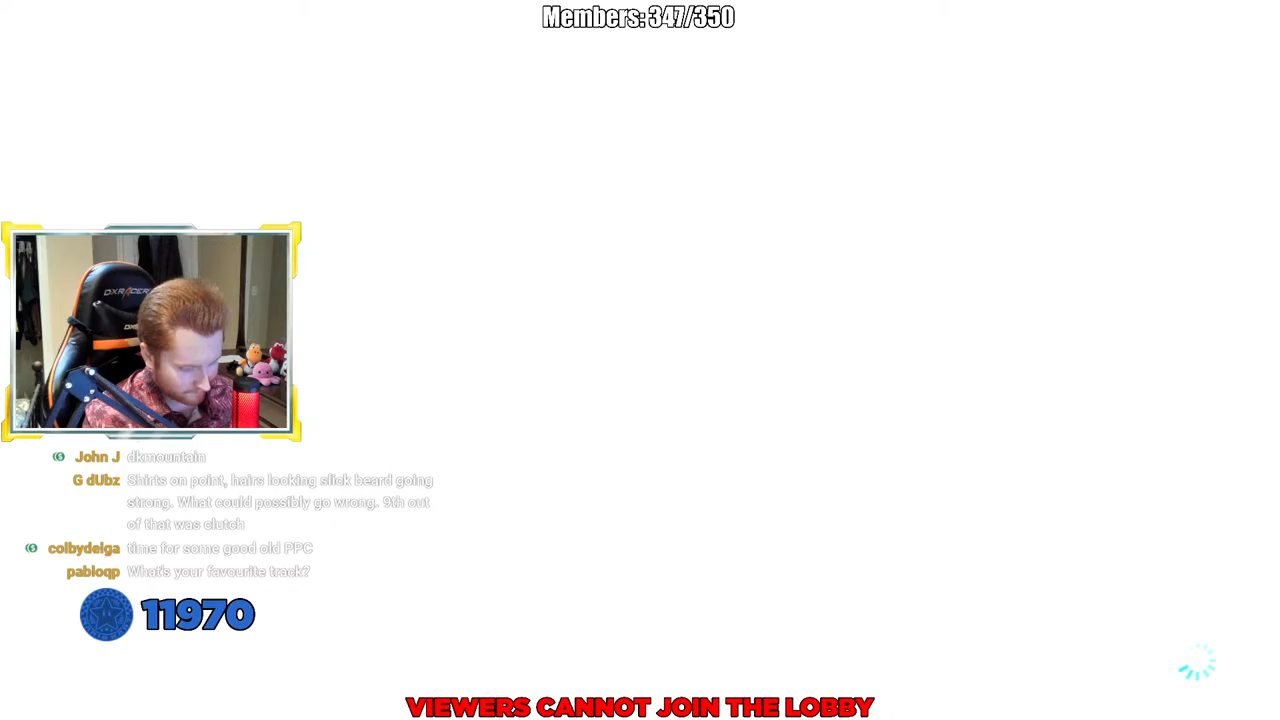 Members: 347/350
DXRACER
John J dkmountain
G dUbz Shirts on point, hairs looking slick beard going
strong. What could possibly go wrong. 9th out
of that was clutch
colbydelga time for some good old PPC
pabloqp What's your favourite track?
11970
VIEWERS CANNOT JOIN THE LOBBY